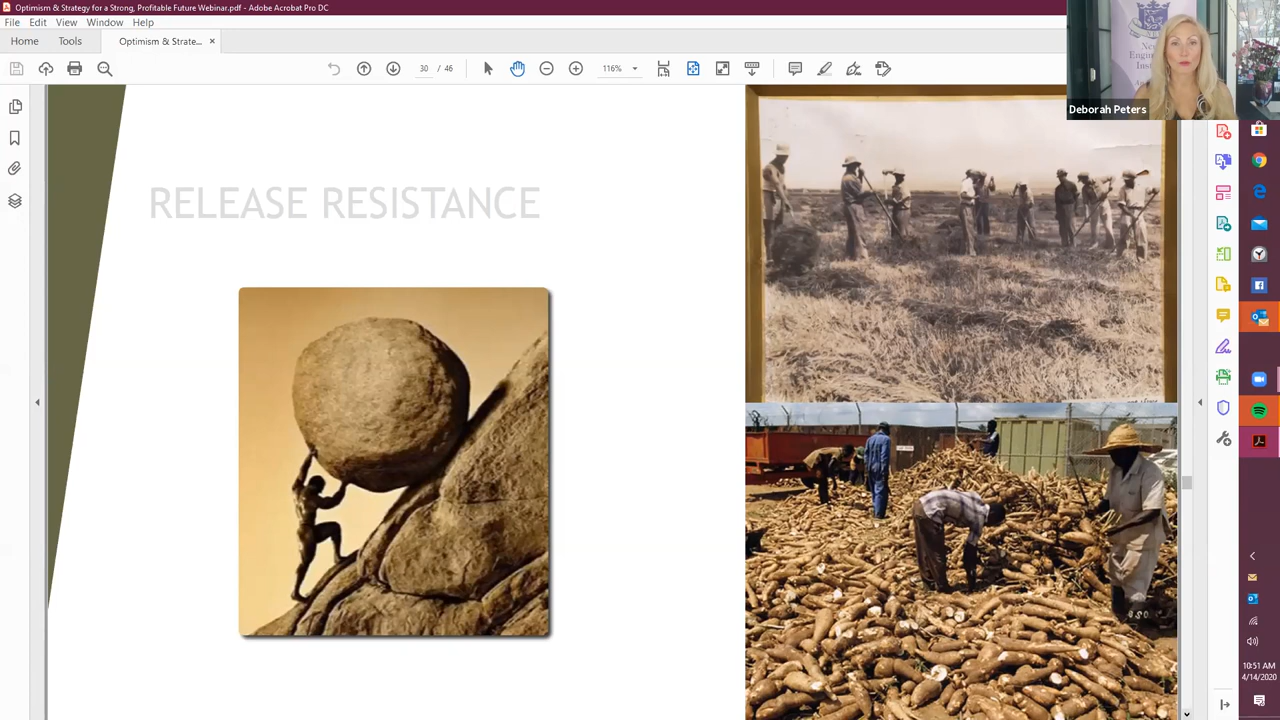 Optimism & Strategy for a Strong, Profitable Future Webinar.pdf - Adobe Acrobat Pro DC
File Edit View Window Help
Home Tools Optimism & Strate... ×
30 116%
Deborah Peters
RELEASE RESISTANCE
10:51 AM
4/14/2020